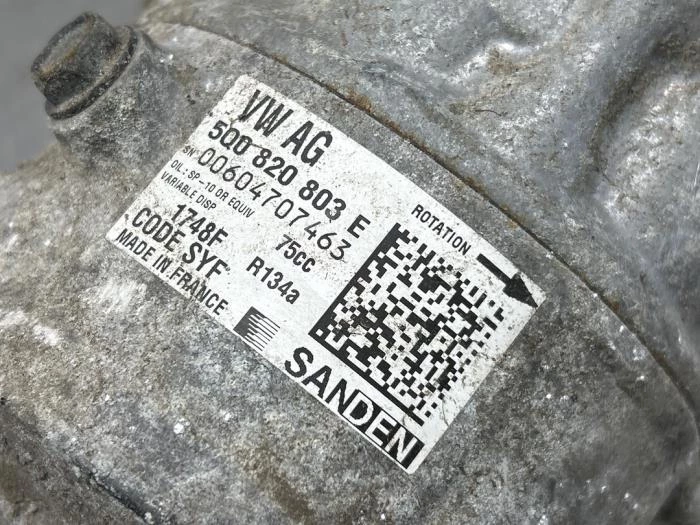 VW AG
5Q0 820 803 E
SN 00604707463
OIL: SP-10 OR EQUIV 75CC
VARIABLE DISP
1748F R134a
CODE SYF
MADE IN FRANCE
ROTATION
SANDEN